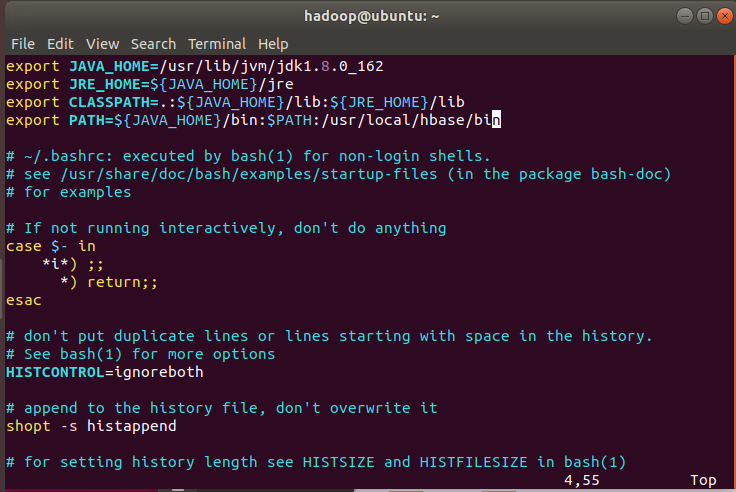 hadoop@ubuntu: ~
File Edit View Search Terminal Help
export JAVA_HOME=/usr/lib/jvm/jdk1.8.0_162
export JRE_HOME=${JAVA_HOME}/jre
export CLASSPATH=.:${JAVA_HOME}/lib:${JRE_HOME}/lib
export PATH=${JAVA_HOME}/bin:$PATH:/usr/local/hbase/bin
# ~/.bashrc: executed by bash(1) for non-login shells.
# see /usr/share/doc/bash/examples/startup-files (in the package bash-doc)
# for examples
# If not running interactively, don't do anything
case $- in
    *i*) ;;
      *) return;;
esac
# don't put duplicate lines or lines starting with space in the history.
# See bash(1) for more options
HISTCONTROL=ignoreboth
# append to the history file, don't overwrite it
shopt -s histappend
# for setting history length see HISTSIZE and HISTFILESIZE in bash(1)
4,55 Top